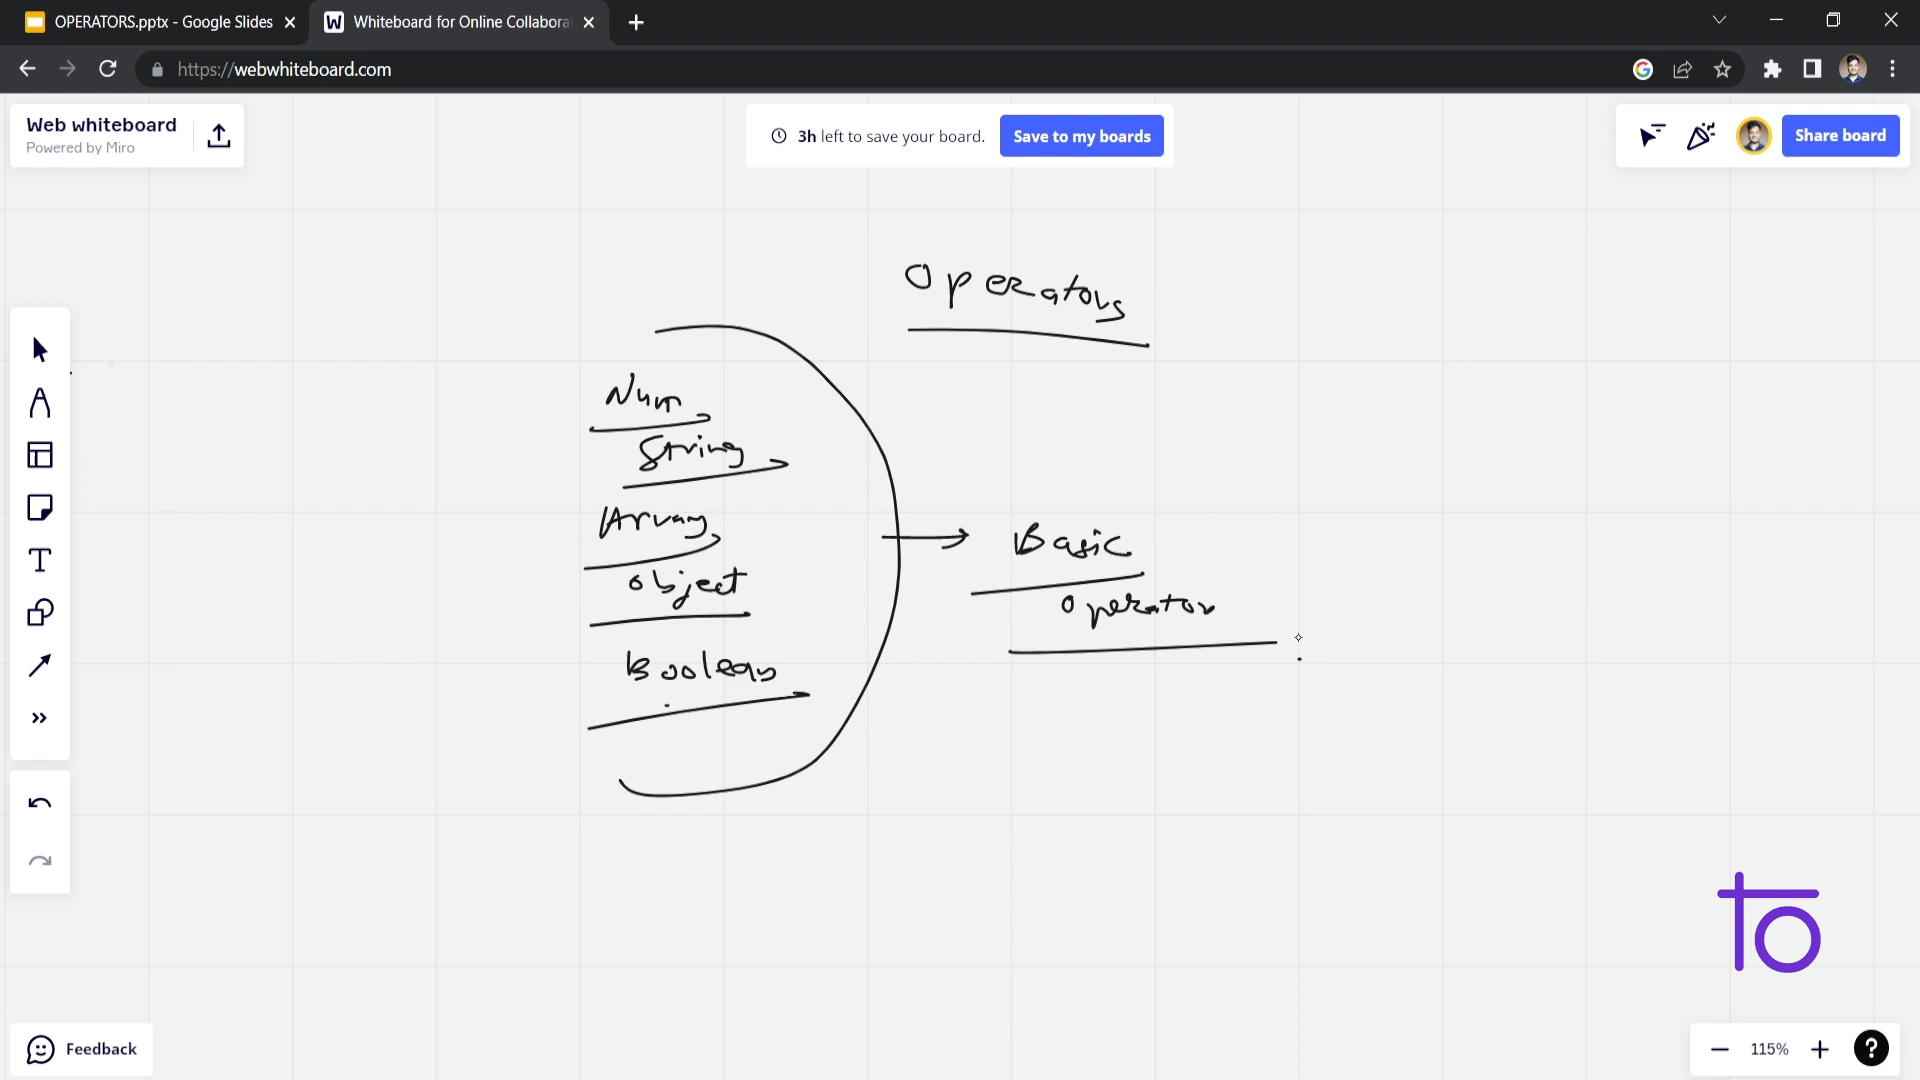 OPERATORS.pptx - Google Slides
Whiteboard for Online Collabora
https://webwhiteboard.com
Web whiteboard
Powered by Miro
3h left to save your board.
Save to my boards
Share board
Operators
Num
String
Array
object
Boolean
Basic
operator
T
to
Feedback
115%